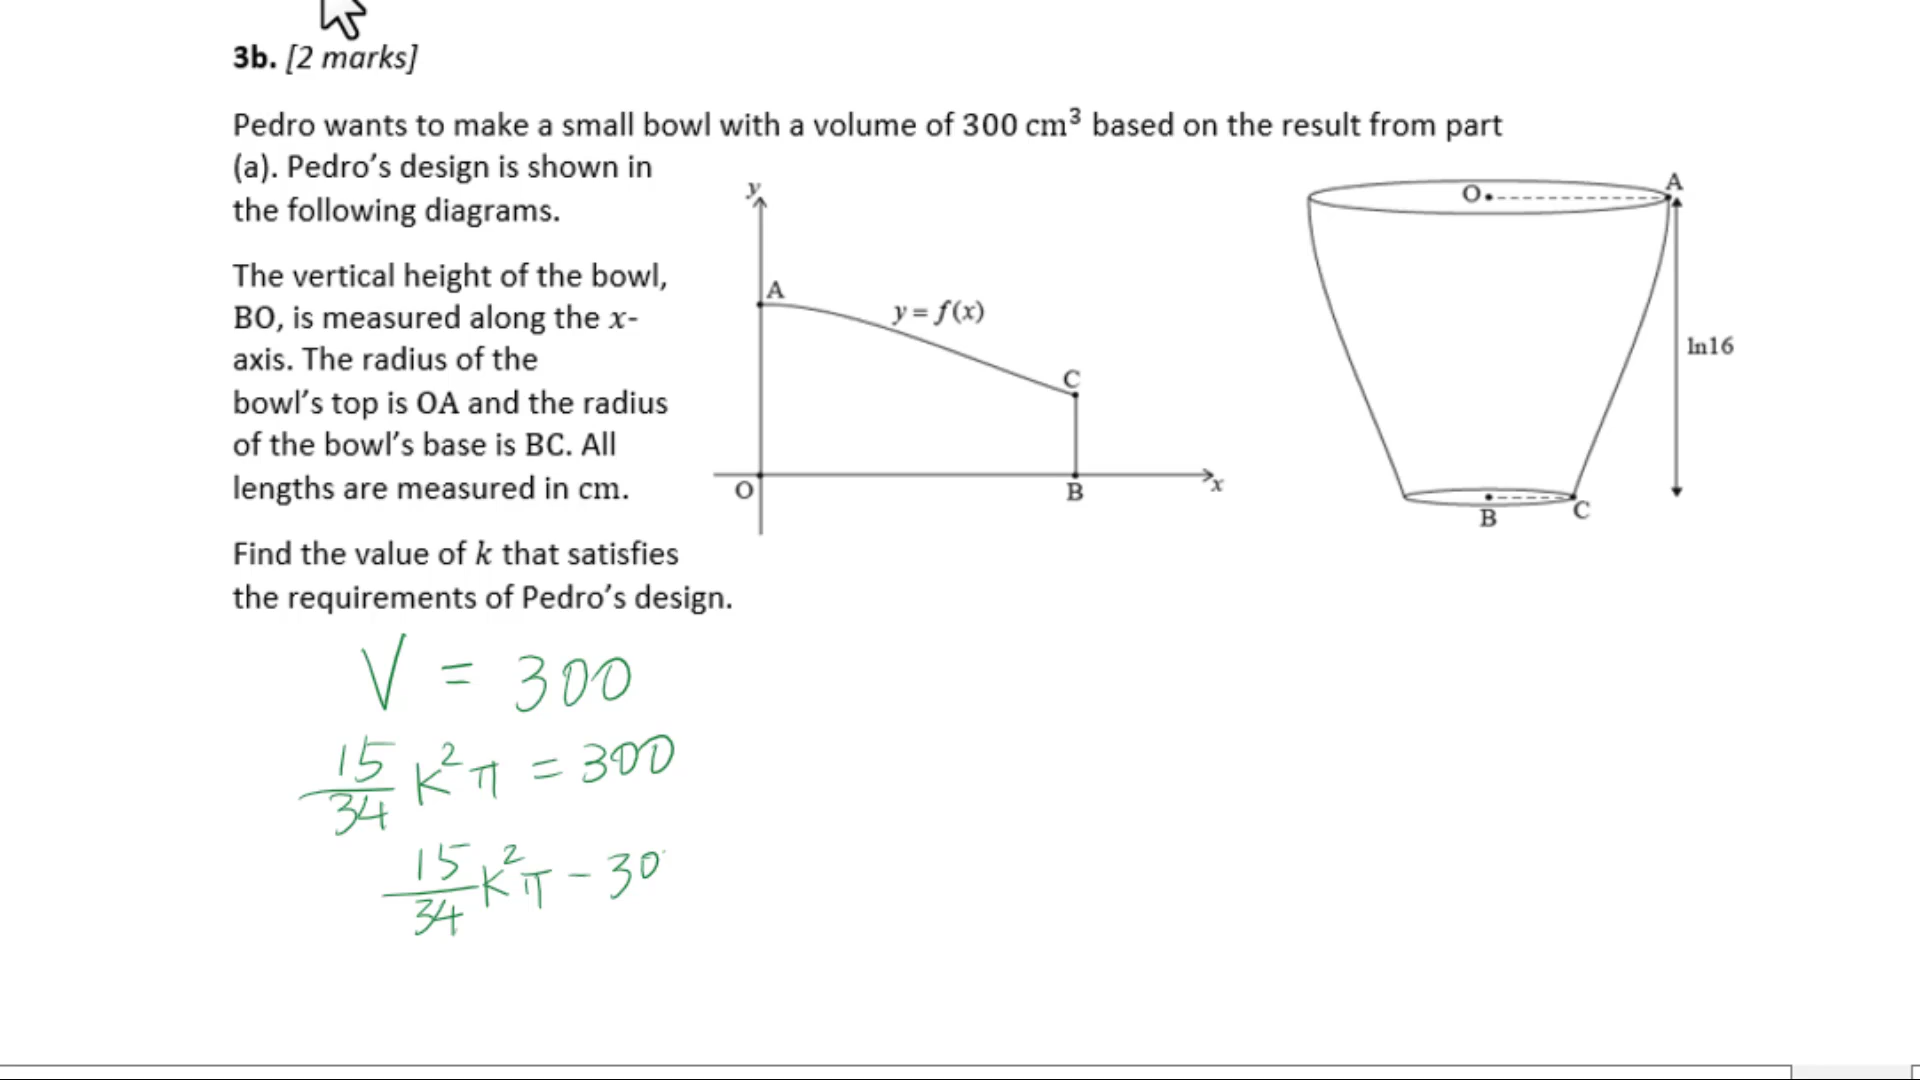 3b. [2 marks]
Pedro wants to make a small bowl with a volume of 300 cm³ based on the result from part
(a). Pedro’s design is shown in
the following diagrams.
The vertical height of the bowl,
BO, is measured along the x-
axis. The radius of the
bowl’s top is OA and the radius
of the bowl’s base is BC. All
lengths are measured in cm.
Find the value of k that satisfies
the requirements of Pedro’s design.
y
A
y = f(x)
C
O
B
x
O
A
ln16
B
C
V = 300
15/34 k²π = 300
15/34 k²π - 30